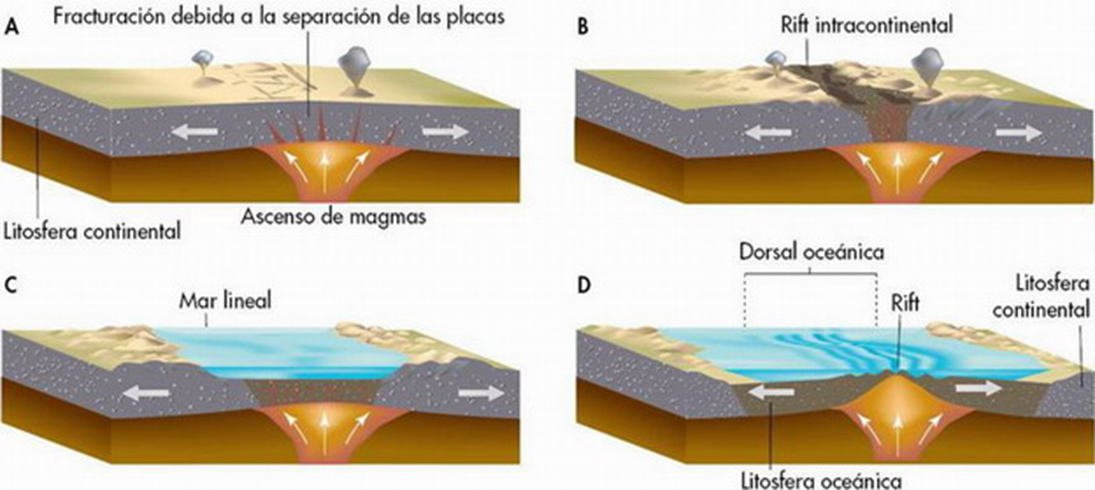 A
Fracturación debida a la separación de las placas
Litosfera continental
Ascenso de magmas
B
Rift intracontinental
C
Mar lineal
D
Dorsal oceánica
Rift
Litosfera
continental
Litosfera oceánica